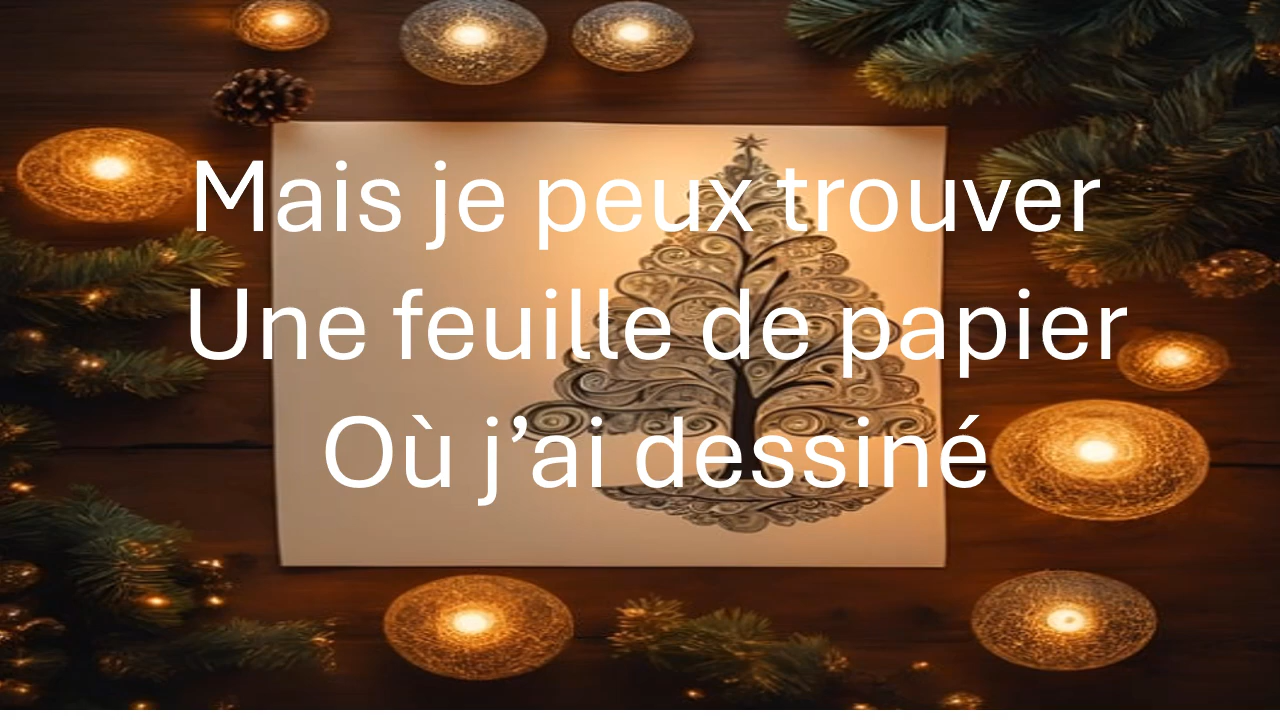 Mais je peux trouver
Une feuille de papier
Où j’ai dessiné